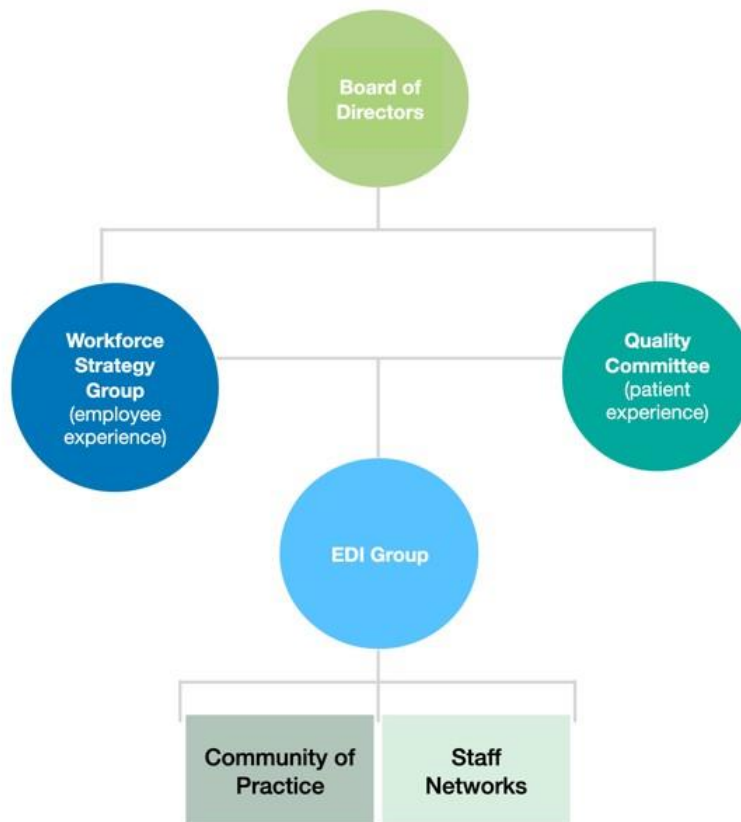 Board of
Directors
Workforce
Strategy
Group
(employee
experience)
Quality
Committee
(patient
experience)
EDI Group
Community of
Practice
Staff
Networks